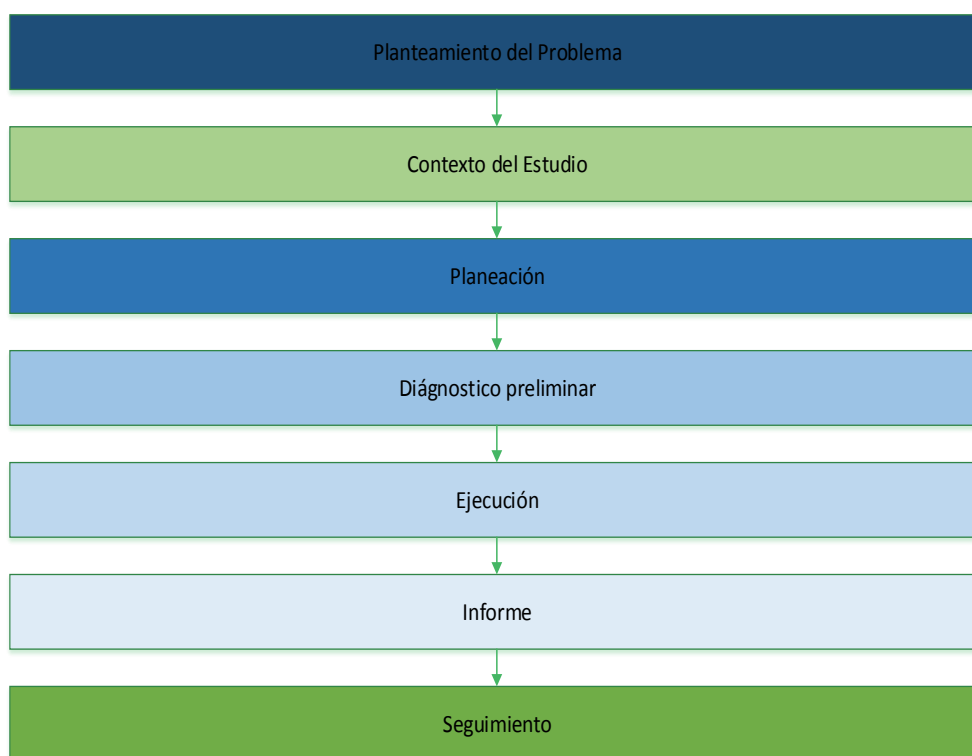 Planteamiento del Problema
Contexto del Estudio
Planeación
Diágnostico preliminar
Ejecución
Informe
Seguimiento